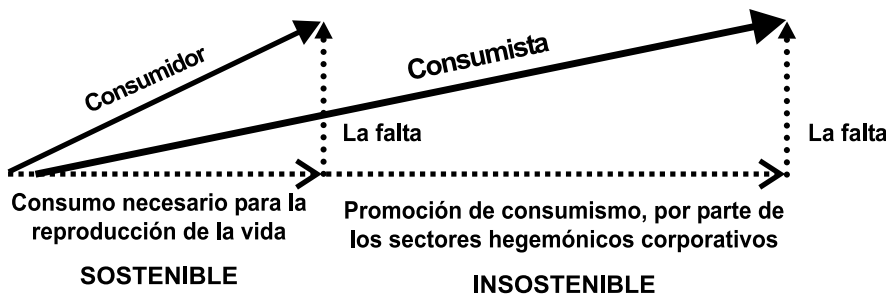 Consumidor
Consumista
La falta
La falta
Consumo necesario para la
reproducción de la vida
Promoción de consumismo, por parte de
los sectores hegemónicos corporativos
SOSTENIBLE
INSOSTENIBLE